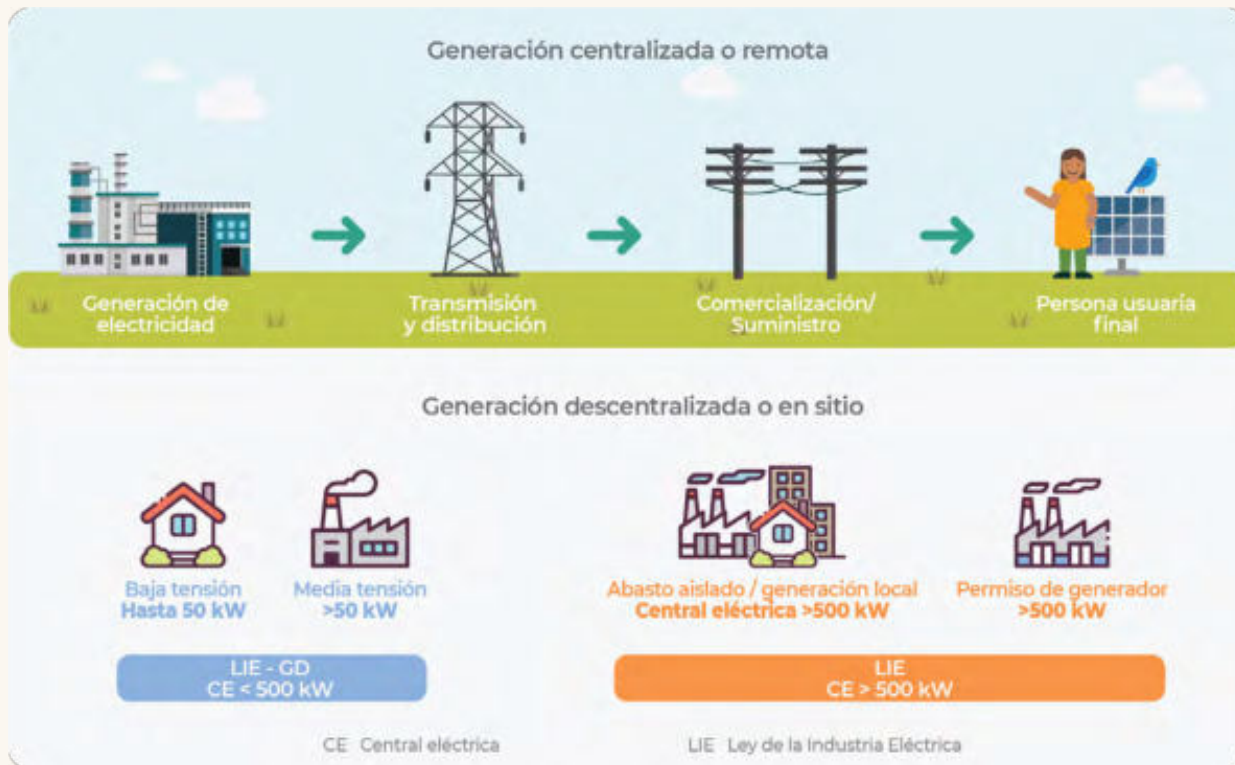 Generación centralizada o remota
Generación de
electricidad
Transmisión
y distribución
Comercialización/
Suministro
Persona usuaria
final
Generación descentralizada o en sitio
Baja tensión
Hasta 50 kW
Media tensión
>50 kW
Abasto aislado / generación local
Central eléctrica >500 kW
Permiso de generador
>500 kW
LIE - GD
CE < 500 kW
LIE
CE > 500 kW
CE Central eléctrica
LIE Ley de la Industria Eléctrica